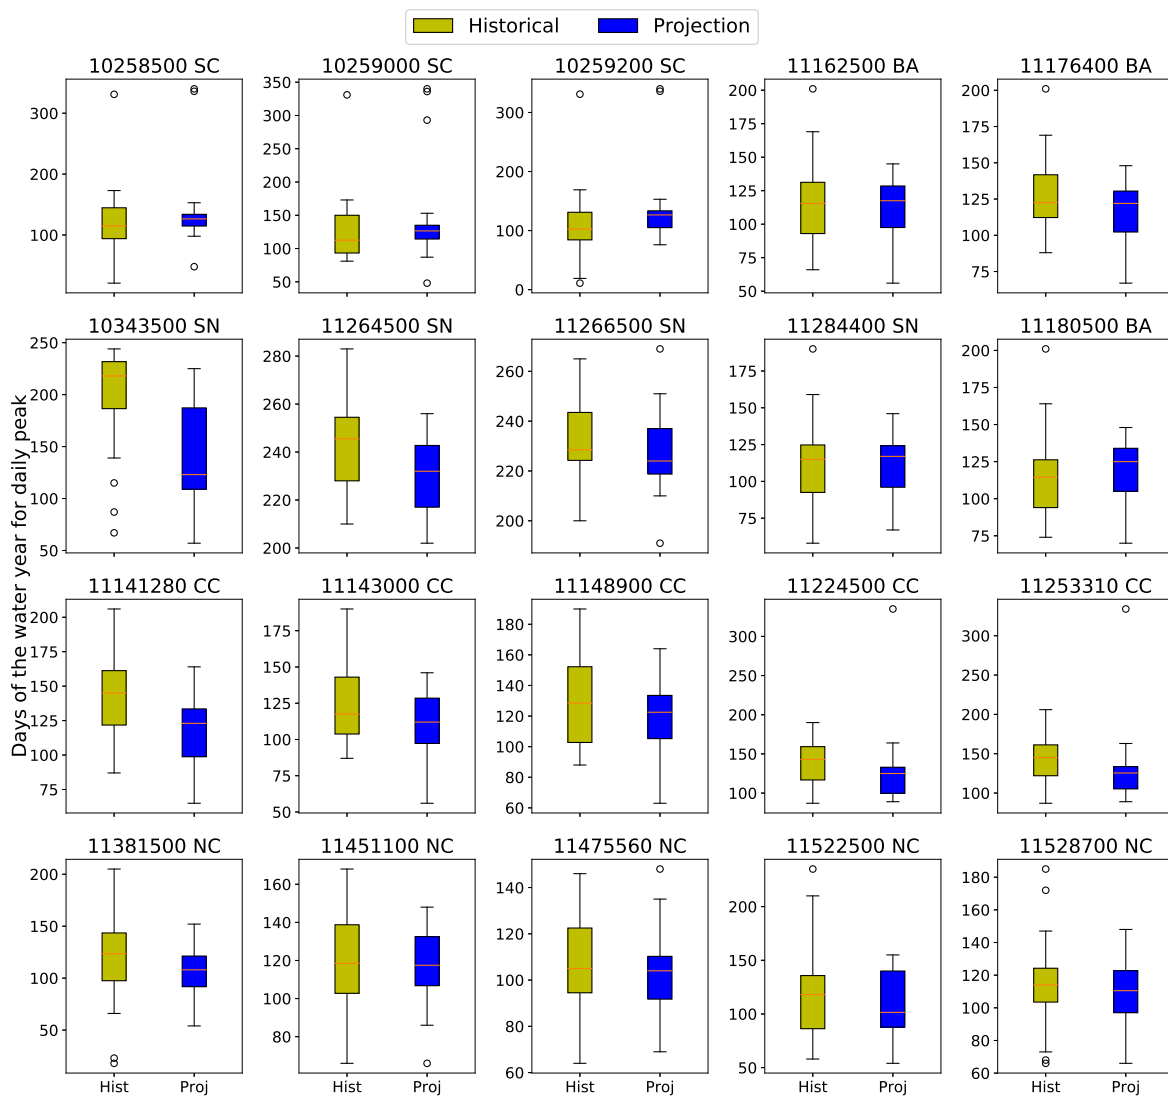 Historical Projection
10258500 SC 10259000 SC 10259200 SC 11162500 BA 11176400 BA
300 200 100
350 300 250 200 150 100 50
300 200 100 0
200 175 150 125 100 75 50
200 175 150 125 100 75
Days of the water year for daily peak
10343500 SN 11264500 SN 11266500 SN 11284400 SN 11180500 BA
250 200 150 100 50
280 260 240 220 200
260 240 220 200
175 150 125 100 75
200 175 150 125 100 75
11141280 CC 11143000 CC 11148900 CC 11224500 CC 11253310 CC
200 175 150 125 100 75
175 150 125 100 75 50
180 160 140 120 100 80 60
300 250 200 150 100
300 250 200 150 100
11381500 NC 11451100 NC 11475560 NC 11522500 NC 11528700 NC
200 150 100 50
160 140 120 100 80
140 120 100 80 60
200 150 100 50
180 160 140 120 100 80 60
Hist Proj Hist Proj Hist Proj Hist Proj Hist Proj